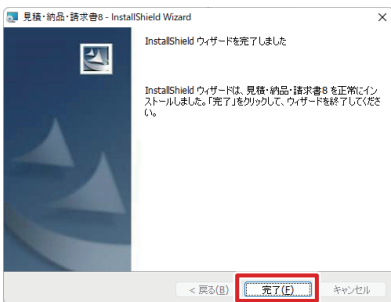 見積・納品・請求書8 - InstallShield Wizard
InstallShield ウィザードを完了しました
InstallShield ウィザードは、見積・納品・請求書8 を正常にイン
ストールしました。「完了」をクリックして、ウィザードを終了してくださ
い。
< 戻る(B)
完了(F)
キャンセル